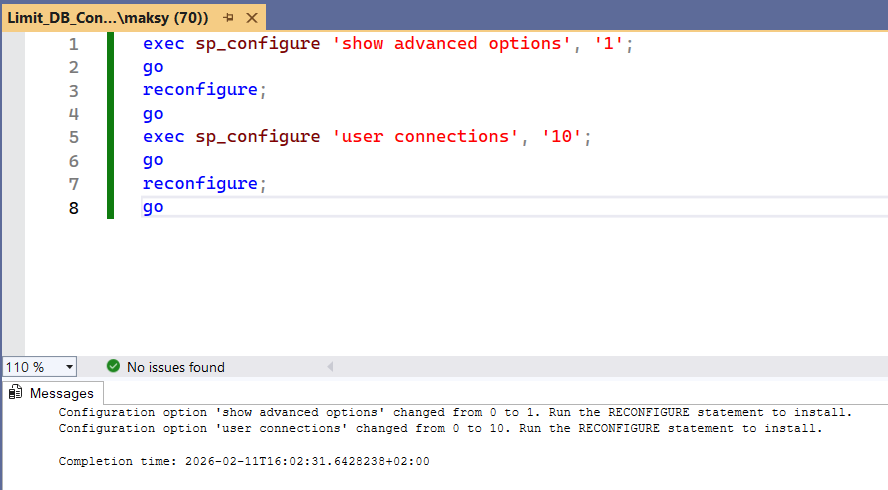 Limit_DB_Con...\maksy (70))
1 exec sp_configure 'show advanced options', '1';
2 go
3 reconfigure;
4 go
5 exec sp_configure 'user connections', '10';
6 go
7 reconfigure;
8 go
110 % No issues found
Messages
Configuration option 'show advanced options' changed from 0 to 1. Run the RECONFIGURE statement to install.
Configuration option 'user connections' changed from 0 to 10. Run the RECONFIGURE statement to install.
Completion time: 2026-02-11T16:02:31.6428238+02:00